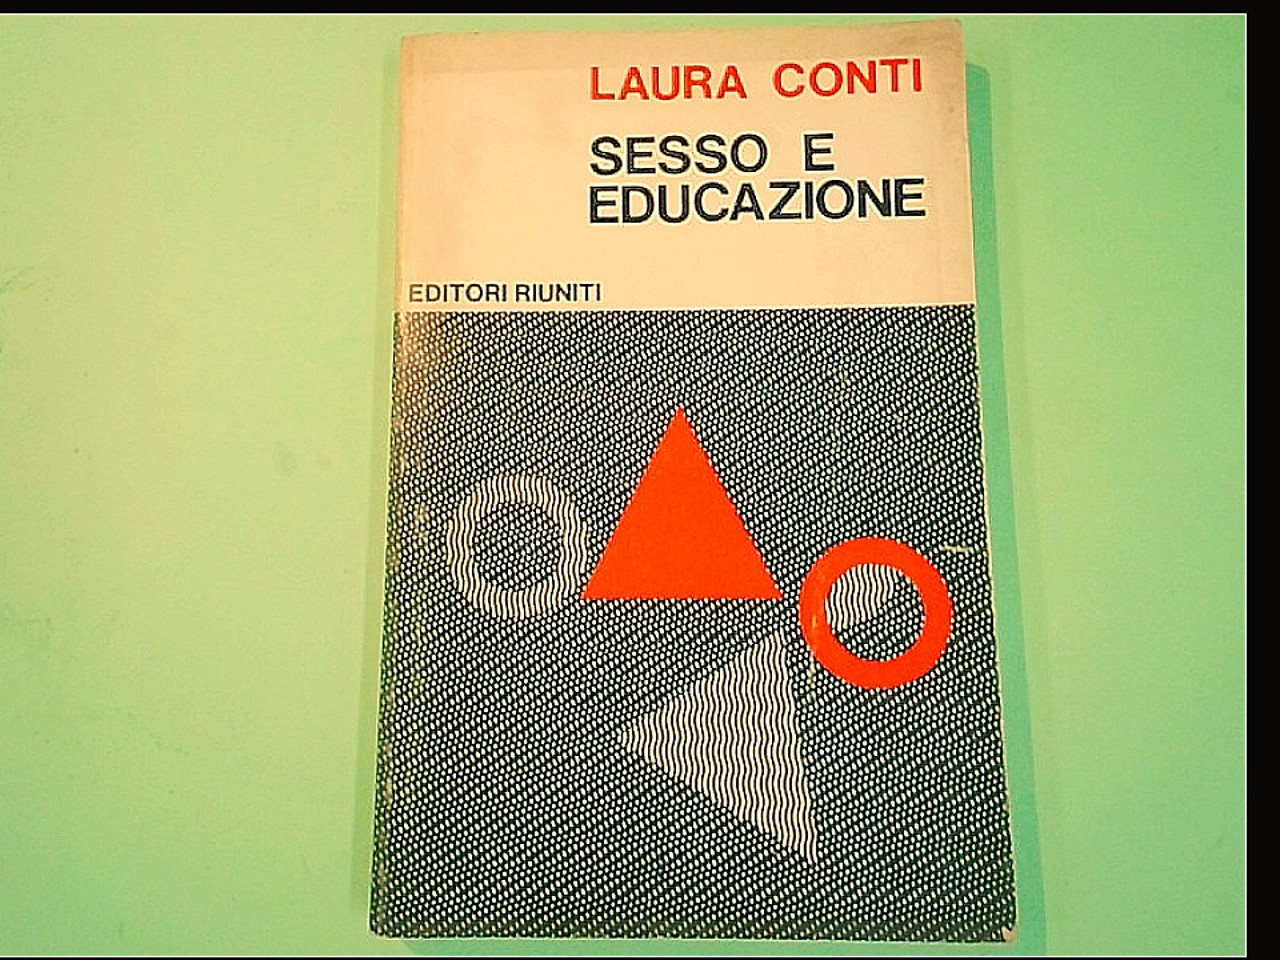 LAURA CONTI
SESSO E
EDUCAZIONE
EDITORI RIUNITI